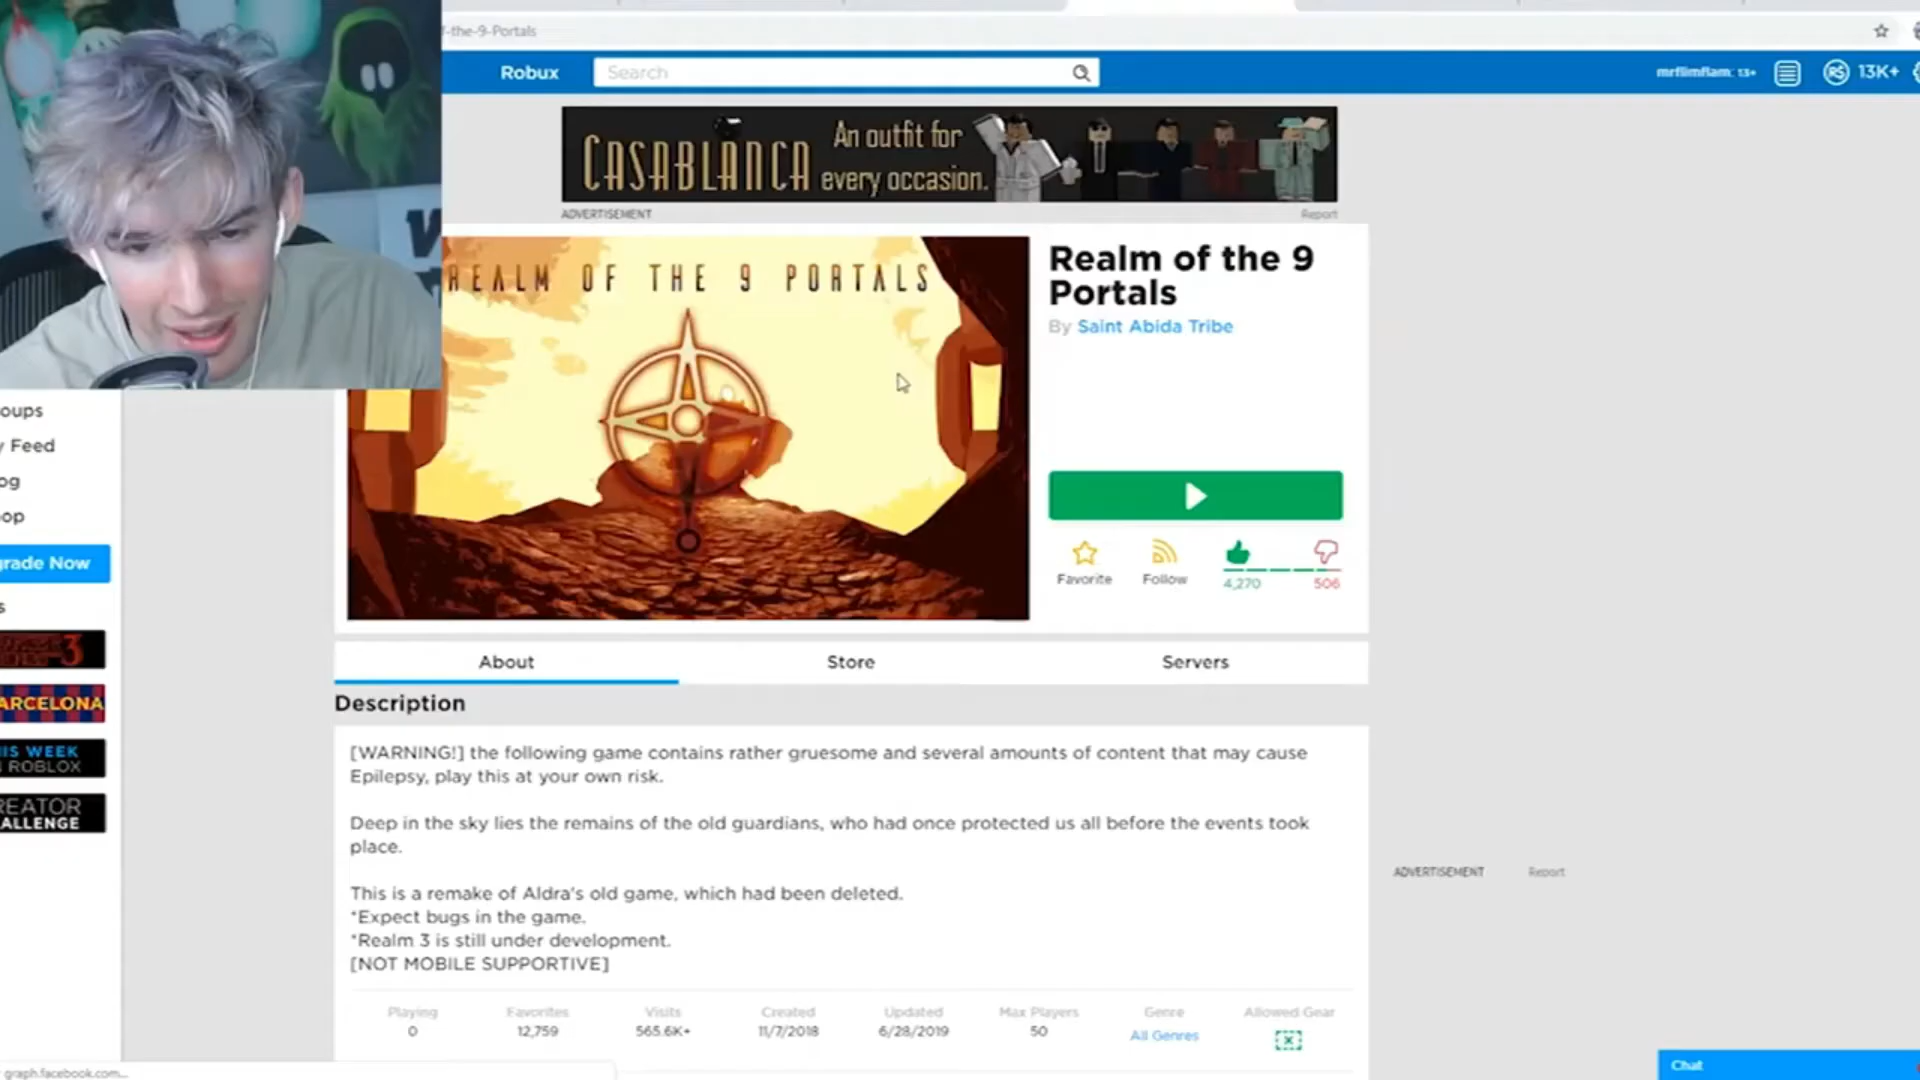 -the-9-Portals
Robux
Search
mrflimflam: 13+
13K+
CASABLANCA
An outfit for
every occasion.
ADVERTISEMENT
Report
REALM OF THE 9 PORTALS
Realm of the 9
Portals
By Saint Abida Tribe
Favorite
Follow
4,270
506
oups
y Feed
og
op
grade Now
s
3
ARCELONA
IS WEEK
N ROBLOX
REATOR
ALLENGE
About
Store
Servers
Description
[WARNING!] the following game contains rather gruesome and several amounts of content that may cause
Epilepsy, play this at your own risk.
Deep in the sky lies the remains of the old guardians, who had once protected us all before the events took
place.
This is a remake of Aldra's old game, which had been deleted.
*Expect bugs in the game.
*Realm 3 is still under development.
[NOT MOBILE SUPPORTIVE]
ADVERTISEMENT
Report
Playing
Favorites
Visits
Created
Updated
Max Players
Genre
Allowed Gear
0
12,759
565.6K+
11/7/2018
6/28/2019
50
All Genres
graph.facebook.com...
Chat